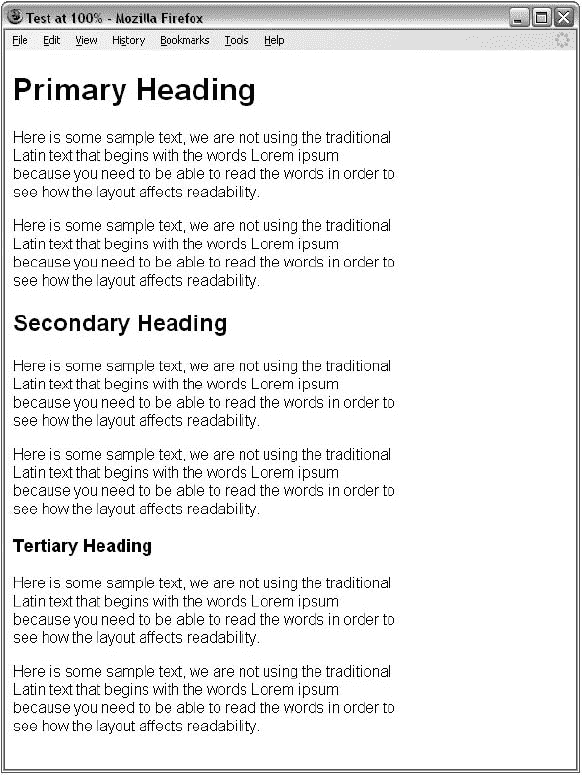 Test at 100% - Mozilla Firefox
File Edit View History Bookmarks Tools Help
Primary Heading
Here is some sample text, we are not using the traditional
Latin text that begins with the words Lorem ipsum
because you need to be able to read the words in order to
see how the layout affects readability.
Here is some sample text, we are not using the traditional
Latin text that begins with the words Lorem ipsum
because you need to be able to read the words in order to
see how the layout affects readability.
Secondary Heading
Here is some sample text, we are not using the traditional
Latin text that begins with the words Lorem ipsum
because you need to be able to read the words in order to
see how the layout affects readability.
Here is some sample text, we are not using the traditional
Latin text that begins with the words Lorem ipsum
because you need to be able to read the words in order to
see how the layout affects readability.
Tertiary Heading
Here is some sample text, we are not using the traditional
Latin text that begins with the words Lorem ipsum
because you need to be able to read the words in order to
see how the layout affects readability.
Here is some sample text, we are not using the traditional
Latin text that begins with the words Lorem ipsum
because you need to be able to read the words in order to
see how the layout affects readability.